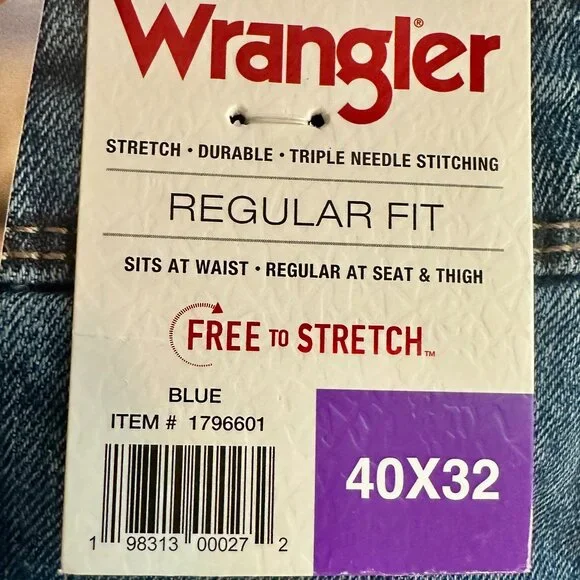 Wrangler®
STRETCH • DURABLE • TRIPLE NEEDLE STITCHING
REGULAR FIT
SITS AT WAIST • REGULAR AT SEAT & THIGH
FREE TO STRETCH™
BLUE
ITEM # 1796601
40X32
1 98313 00027 2